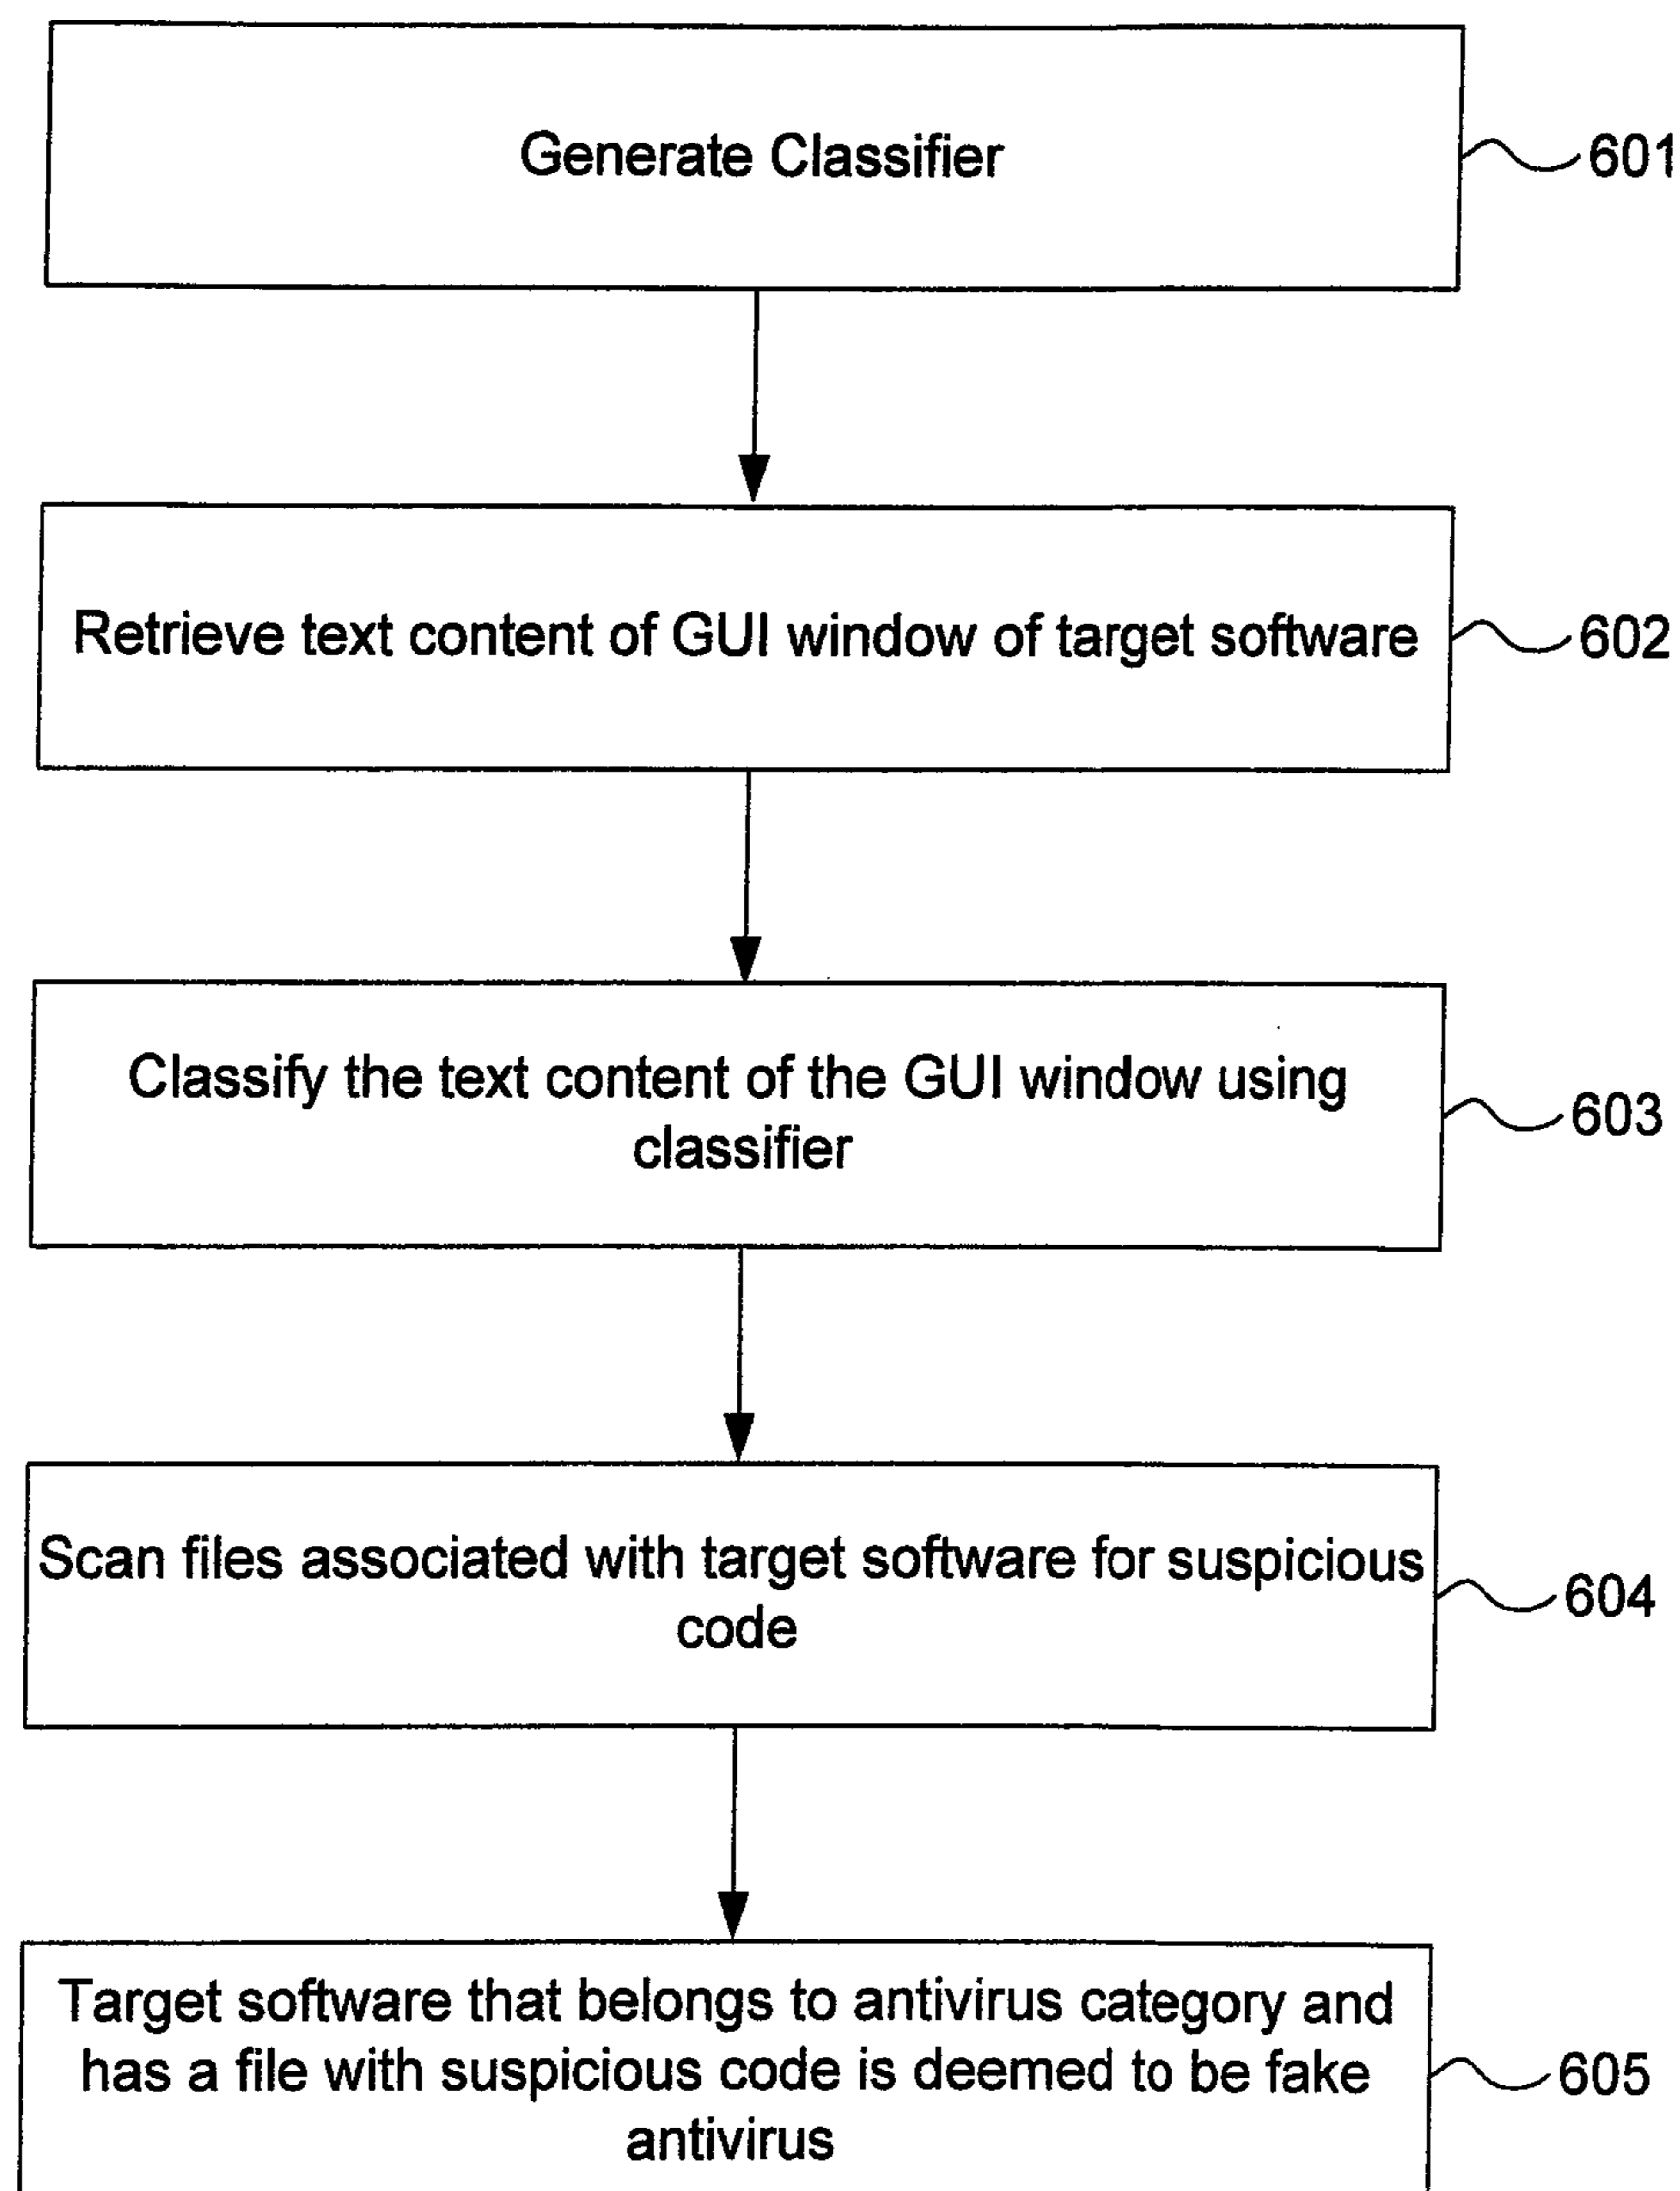 Generate Classifier
601
Retrieve text content of GUI window of target software
602
Classify the text content of the GUI window using
classifier
603
Scan files associated with target software for suspicious
code
604
Target software that belongs to antivirus category and
has a file with suspicious code is deemed to be fake
antivirus
605